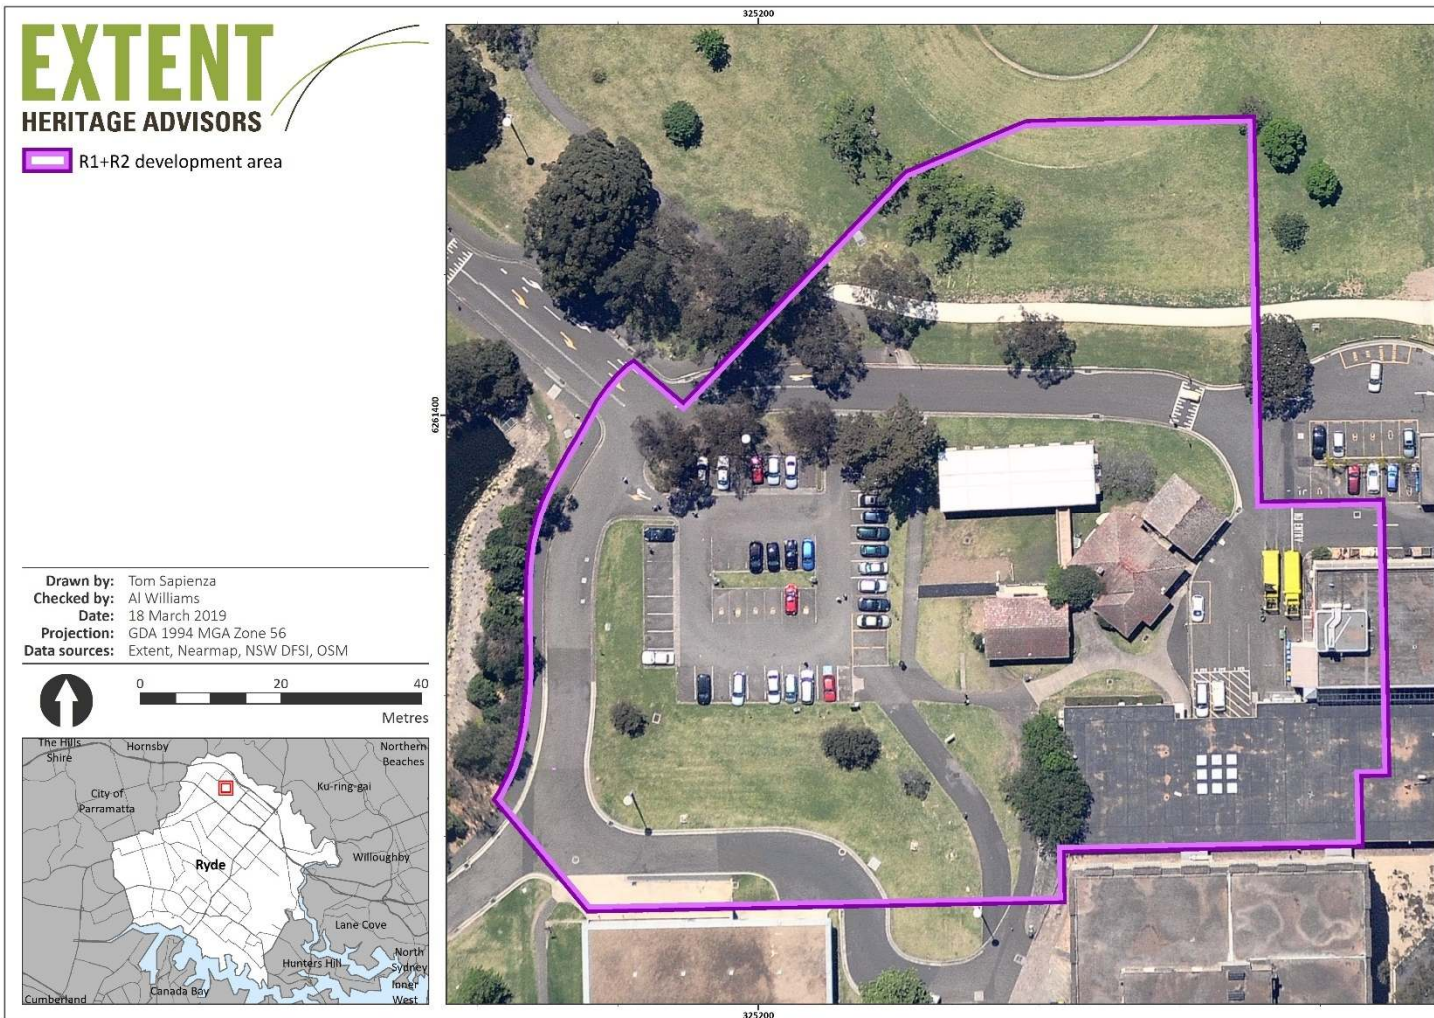 EXTENT
HERITAGE ADVISORS
R1+R2 development area
Drawn by: Tom Sapienza
Checked by: Al Williams
Date: 18 March 2019
Projection: GDA 1994 MGA Zone 56
Data sources: Extent, Nearmap, NSW DFSI, OSM
0 20 40
Metres
The Hills
Shire
Hornsby
Northern
Beaches
Ku-ring-gai
City of
Parramatta
Willoughby
Ryde
Lane Cove
Hunters Hill
North
Sydney
Inner
West
Canada Bay
Cumberland
325200
6261400
NO ENTRY
325200